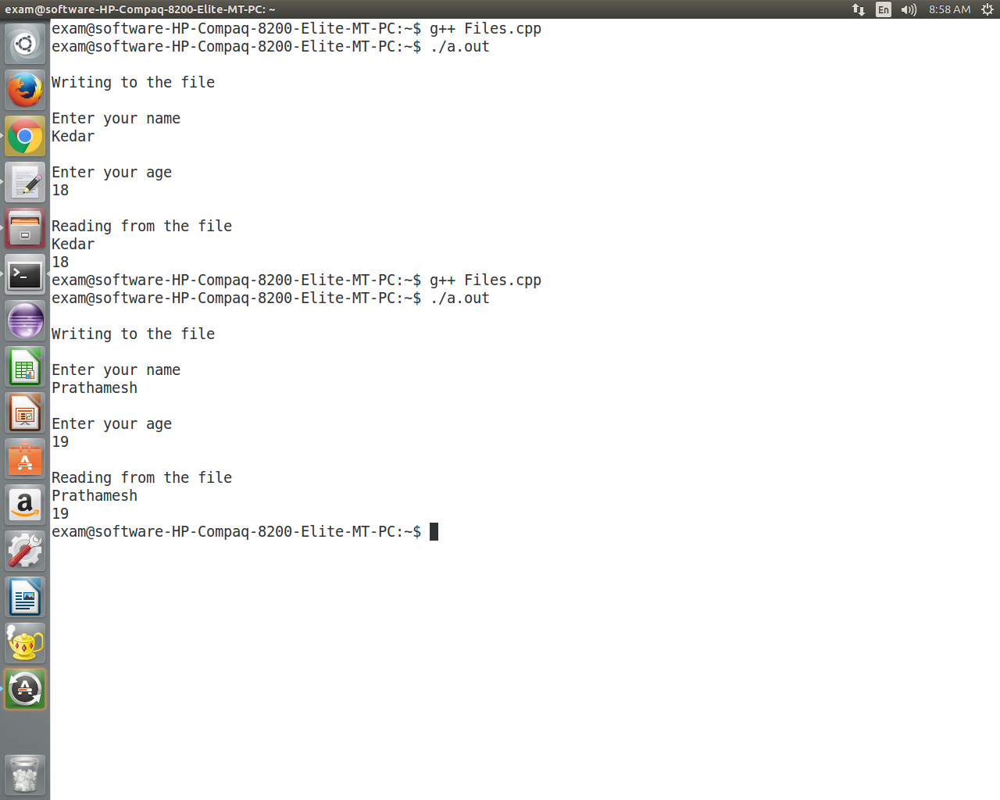 exam@software-HP-Compaq-8200-Elite-MT-PC: ~
En
8:58 AM
exam@software-HP-Compaq-8200-Elite-MT-PC:~$ g++ Files.cpp
exam@software-HP-Compaq-8200-Elite-MT-PC:~$ ./a.out
Writing to the file
Enter your name
Kedar
Enter your age
18
Reading from the file
Kedar
18
exam@software-HP-Compaq-8200-Elite-MT-PC:~$ g++ Files.cpp
exam@software-HP-Compaq-8200-Elite-MT-PC:~$ ./a.out
Writing to the file
Enter your name
Prathamesh
Enter your age
19
Reading from the file
Prathamesh
19
exam@software-HP-Compaq-8200-Elite-MT-PC:~$